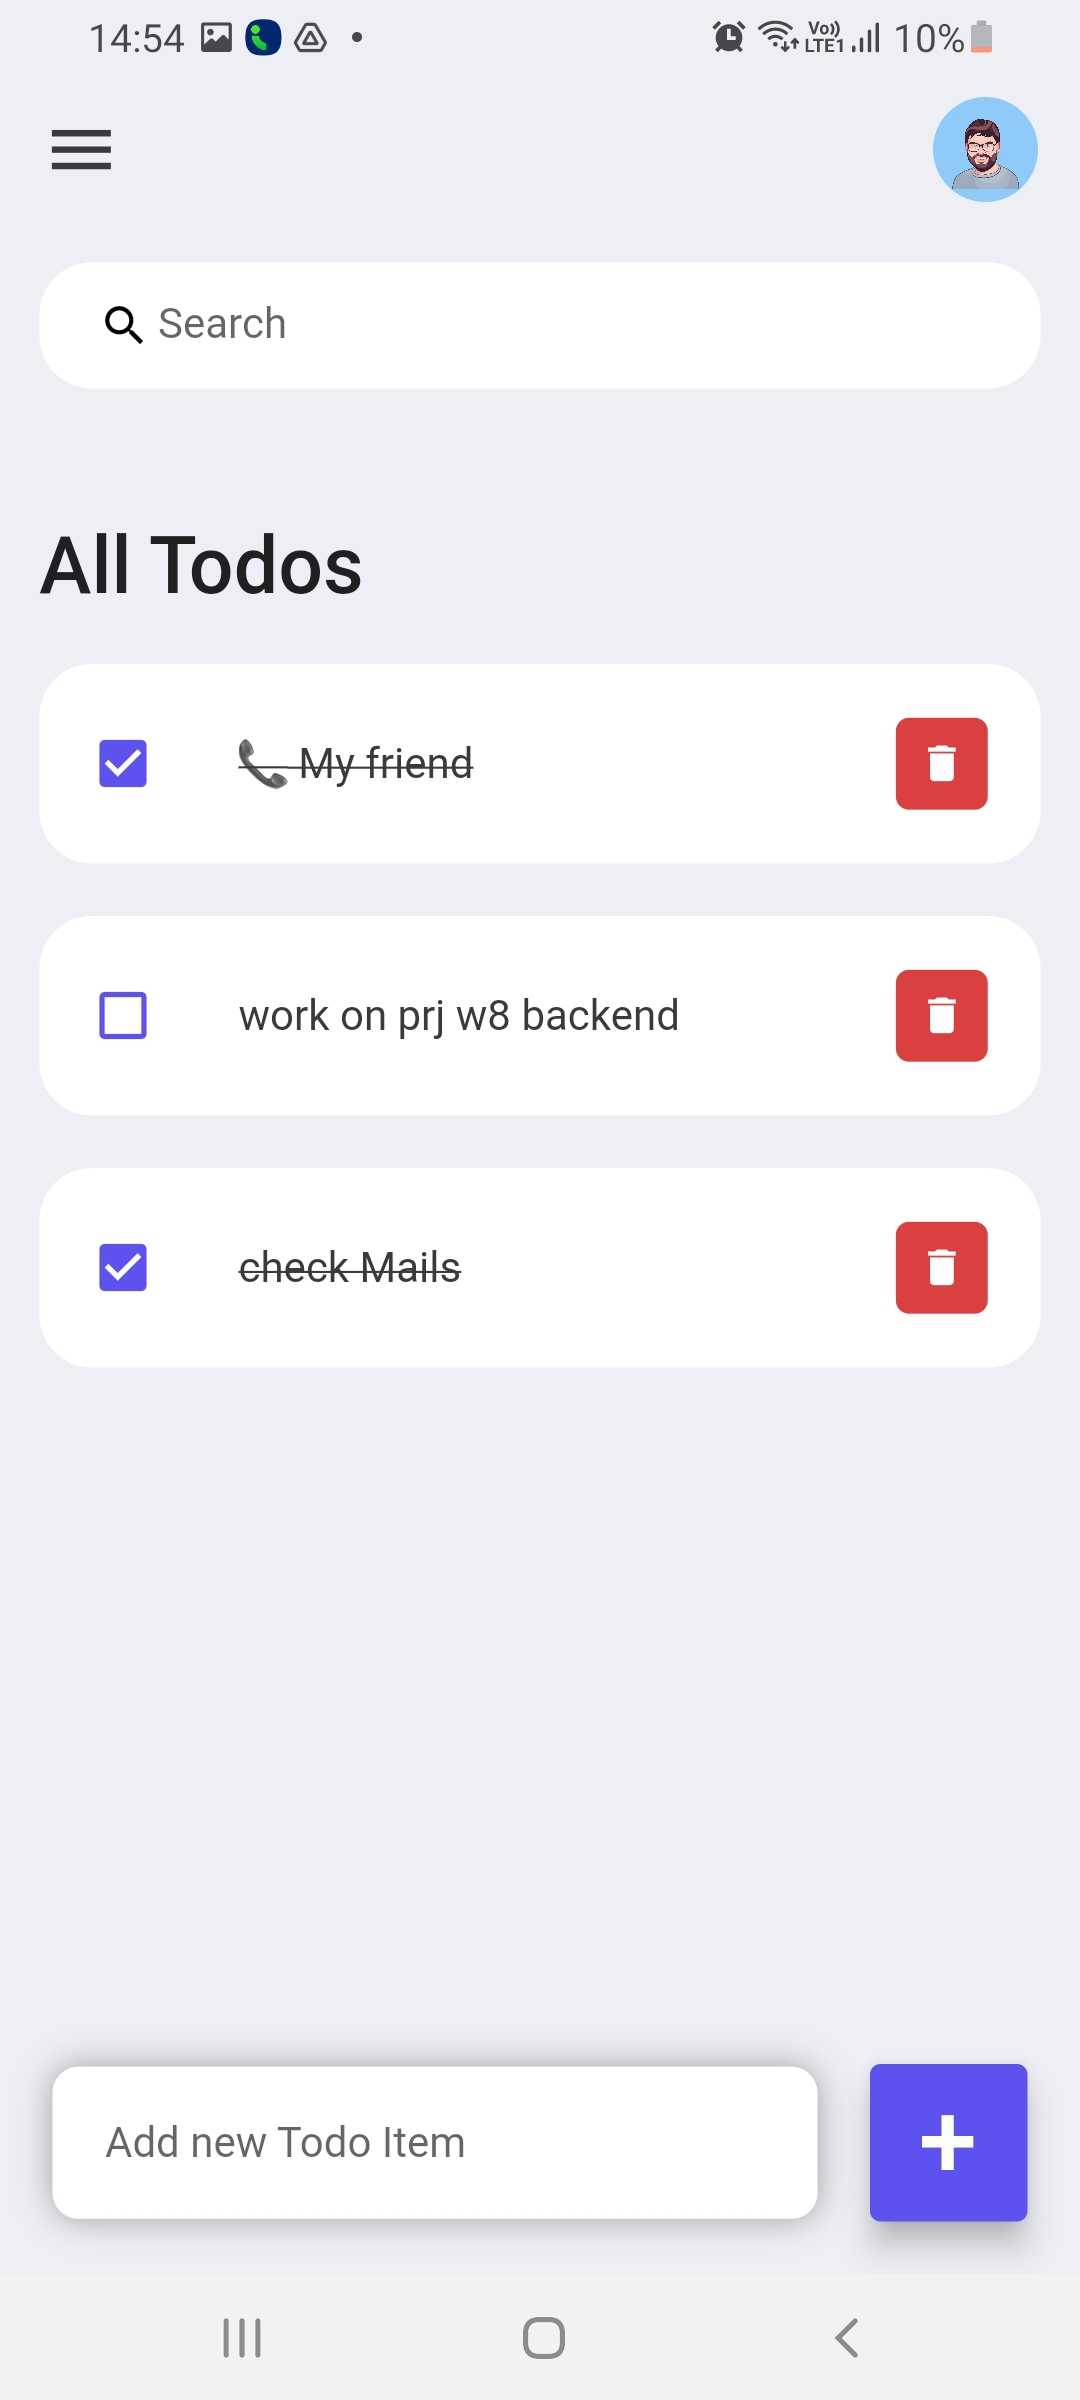 14:54 Vo)) LTE1 10%
Search
All Todos
📞 My friend
work on prj w8 backend
check Mails
Add new Todo Item